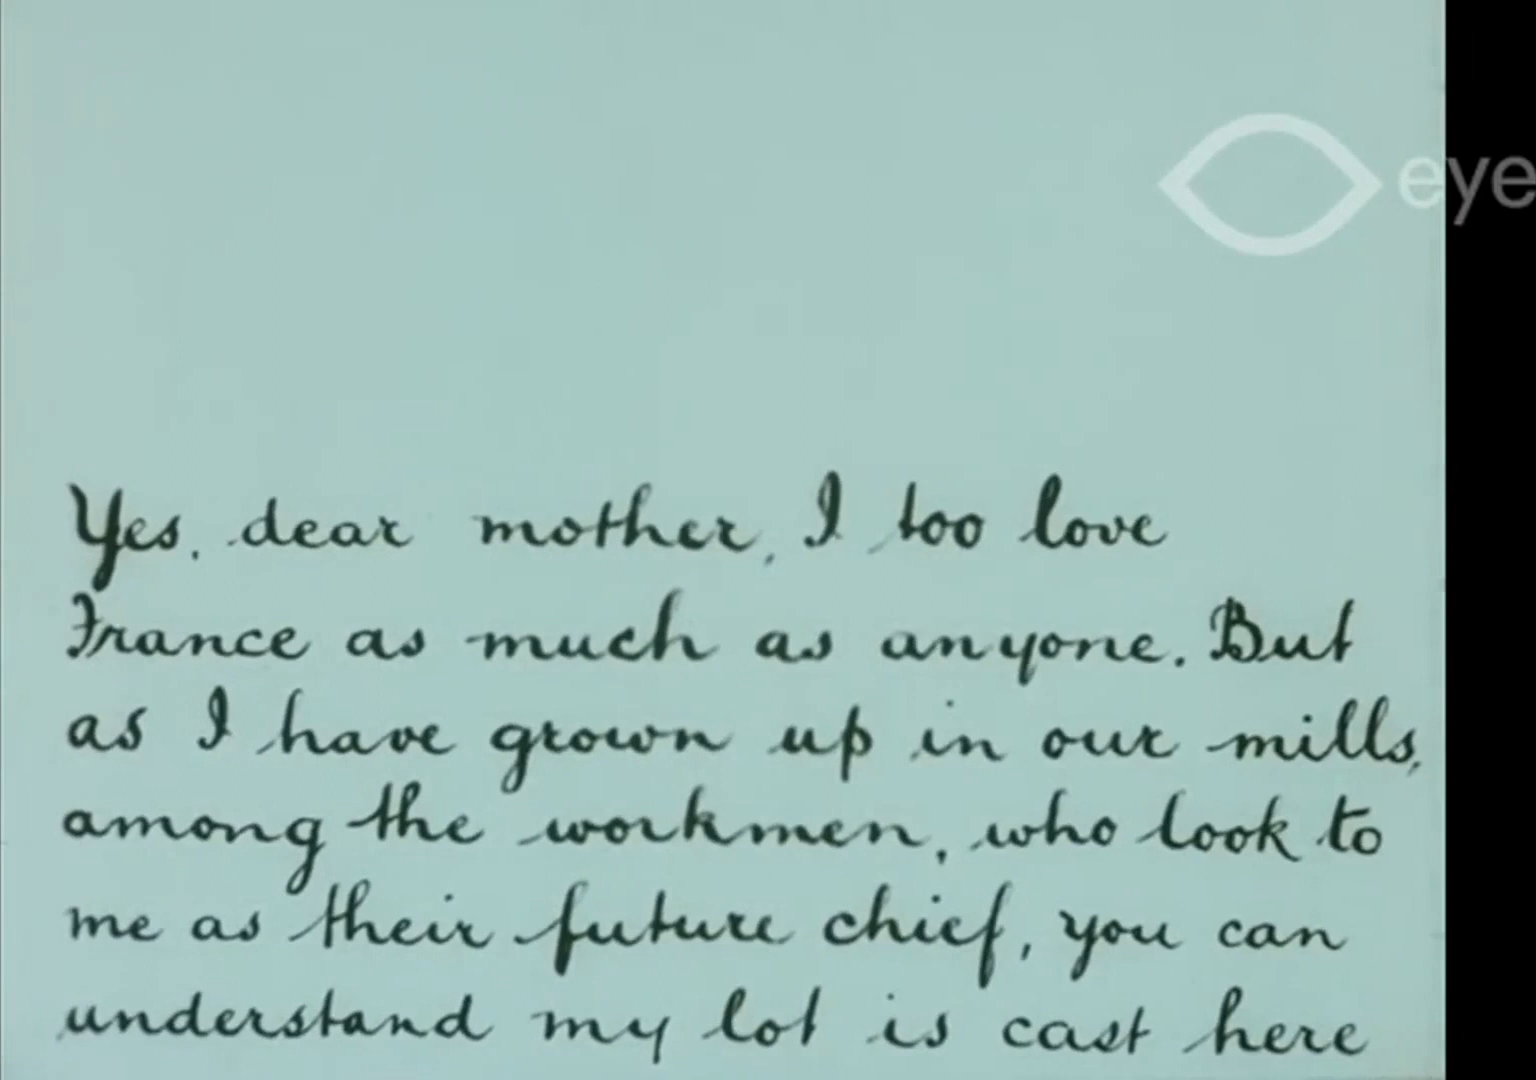 eye
Yes, dear mother, I too love
France as much as anyone. But
as I have grown up in our mills,
among the workmen, who look to
me as their future chief, you can
understand my lot is cast here